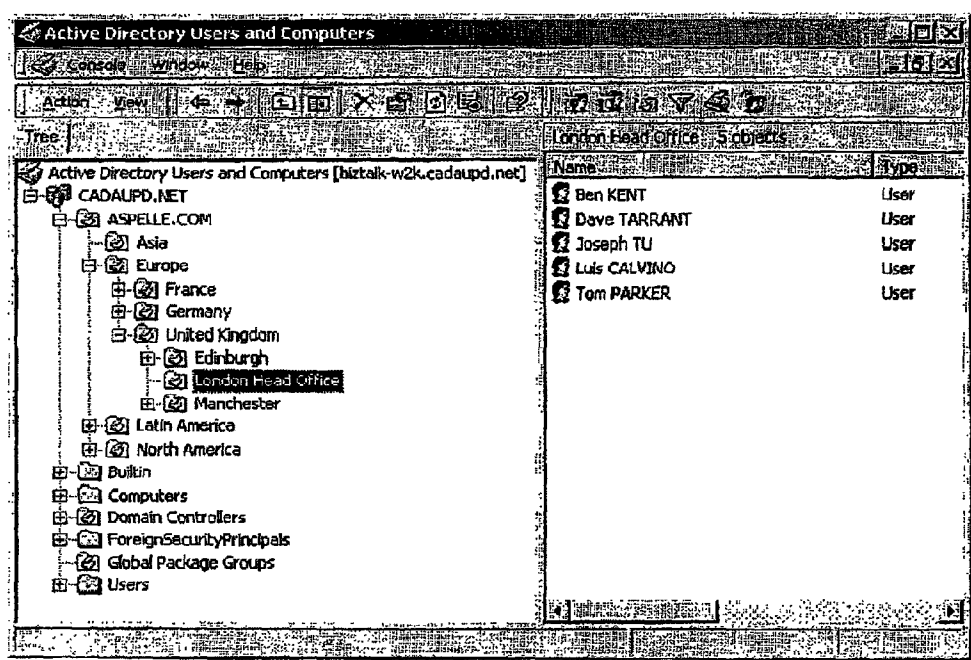 Active Directory Users and Computers
Console Window Help
Action View
Tree
London Head Office 5 objects
Active Directory Users and Computers [biztalk-w2k.cadaupd.net]
CADAUPD.NET
ASPELLE.COM
Asia
Europe
France
Germany
United Kingdom
Edinburgh
London Head Office
Manchester
Latin America
North America
Builtin
Computers
Domain Controllers
ForeignSecurityPrincipals
Global Package Groups
Users
Name Type
Ben KENT User
Dave TARRANT User
Joseph TU User
Luis CALVINO User
Tom PARKER User